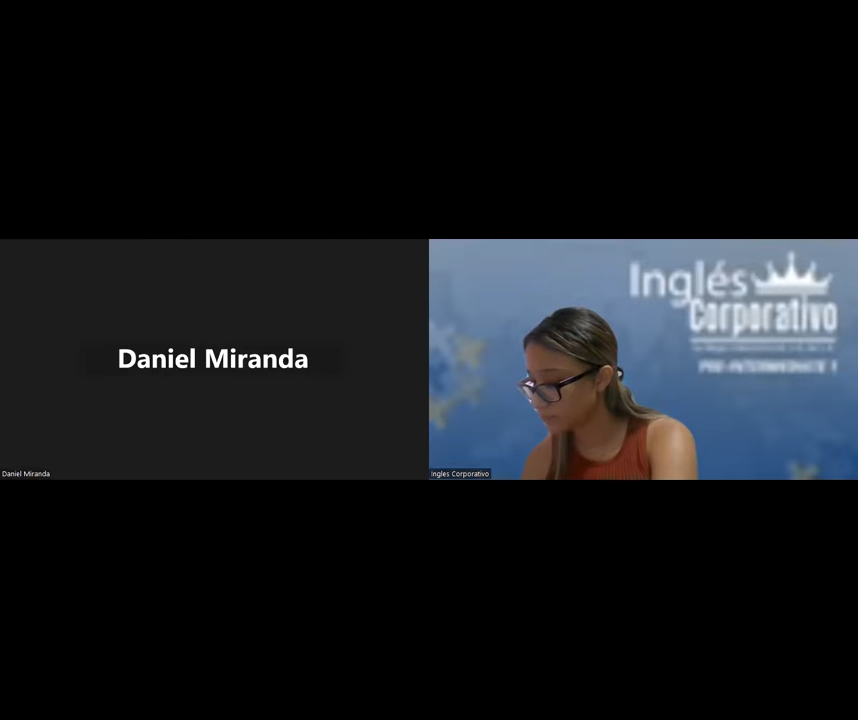 Daniel Miranda
Daniel Miranda
Inglés
Corporativo
PRE-INTERMEDIATE 1
Ingles Corporativo